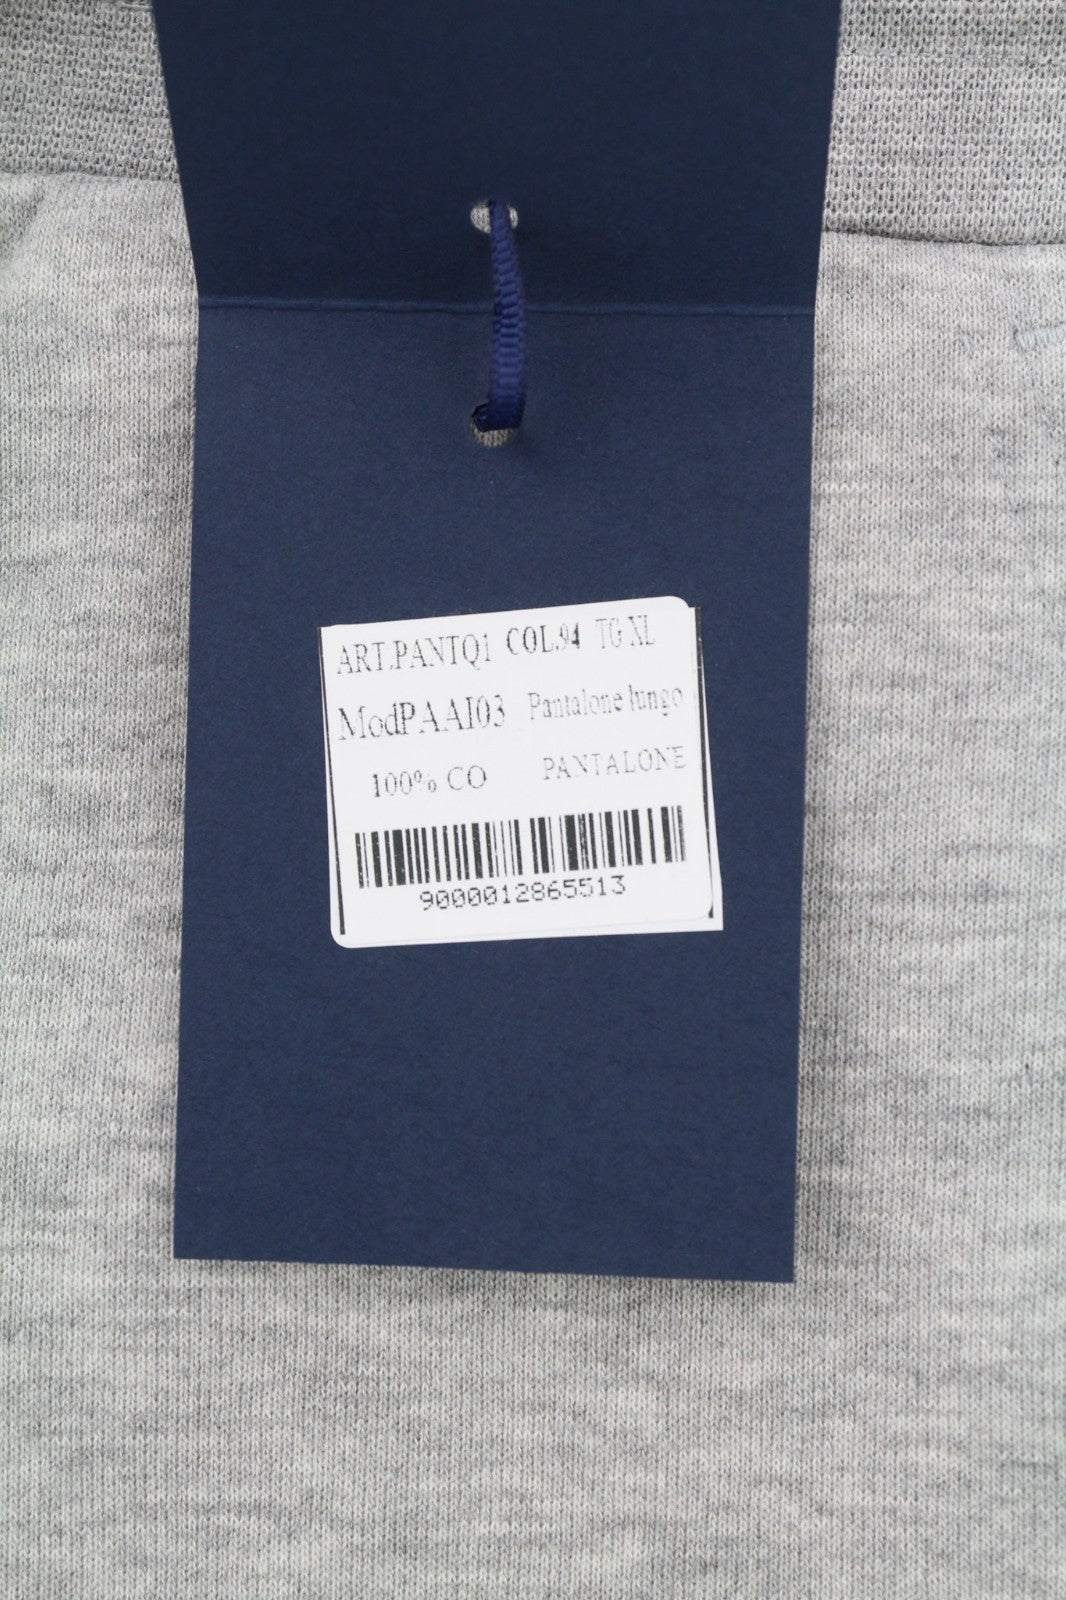 ART.PANTQ1 COL.94 TG XL
ModPAAI03 Pantalone lungo
100% CO PANTALONE
9000012865513